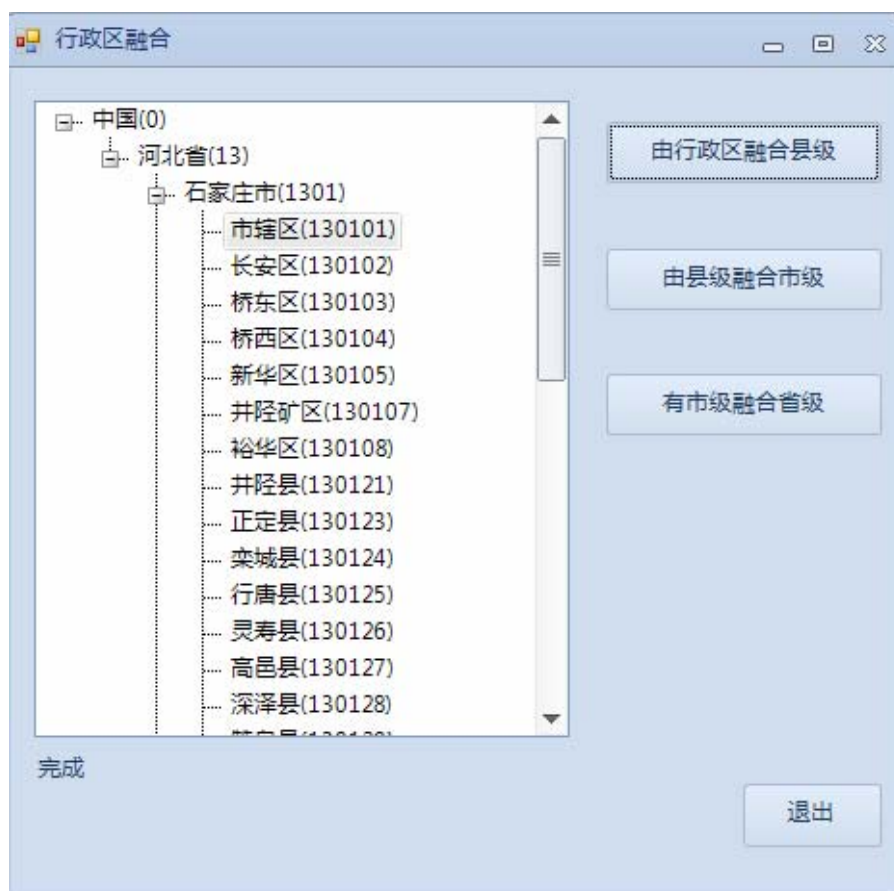 行政区融合
中国(0)
河北省(13)
石家庄市(1301)
市辖区(130101)
长安区(130102)
桥东区(130103)
桥西区(130104)
新华区(130105)
井陉矿区(130107)
裕华区(130108)
井陉县(130121)
正定县(130123)
栾城县(130124)
行唐县(130125)
灵寿县(130126)
高邑县(130127)
深泽县(130128)
由行政区融合县级
由县级融合市级
有市级融合省级
完成
退出